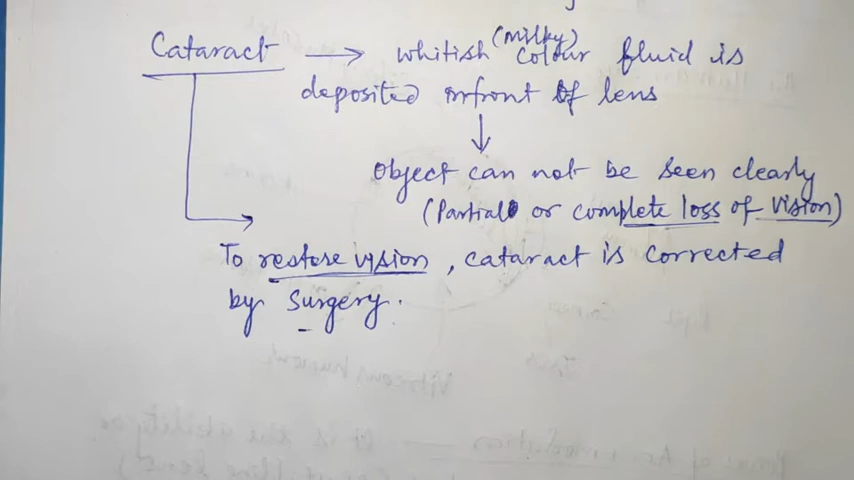 Cataract → whitish (milky) colour fluid is
deposited infront of lens
↓
Object can not be seen clearly
(Partial or complete loss of vision)
To restore vision, cataract is corrected
by surgery.